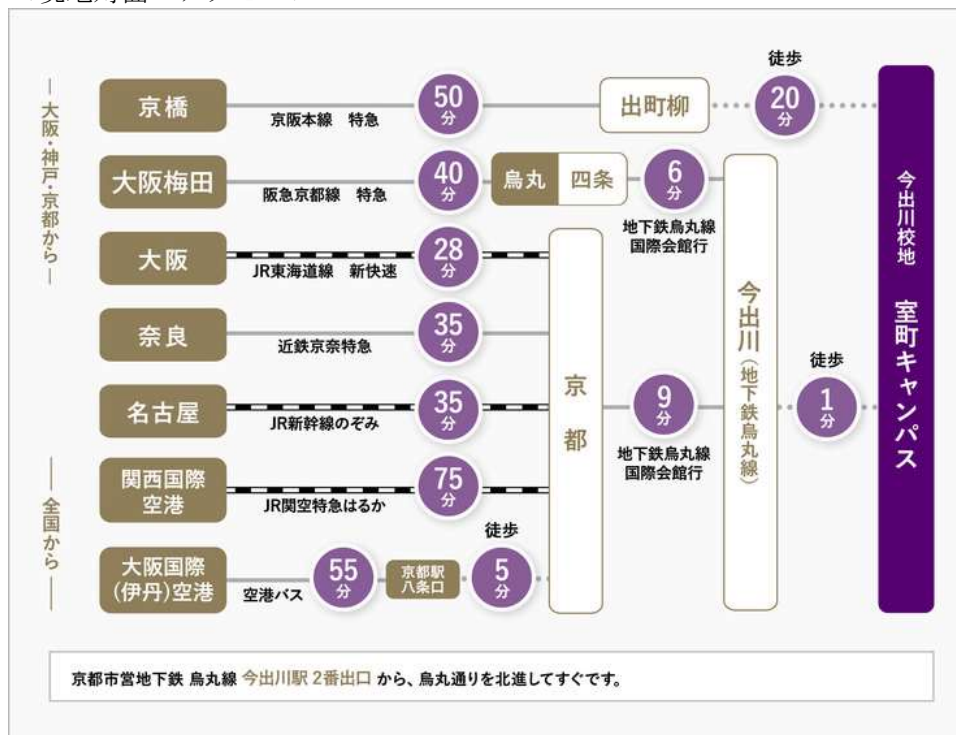 大阪・神戸・京都から
京橋
京阪本線 特急
50分
出町柳
徒歩
20分
大阪梅田
阪急京都線 特急
40分
烏丸
四条
6分
地下鉄烏丸線
国際会館行
大阪
JR東海道線 新快速
28分
奈良
近鉄京奈特急
35分
名古屋
JR新幹線のぞみ
35分
全国から
関西国際
空港
JR関空特急はるか
75分
大阪国際
(伊丹)空港
空港バス
55分
京都駅
八条口
徒歩
5分
京都
9分
地下鉄烏丸線
国際会館行
今出川(地下鉄烏丸線)
徒歩
1分
今出川校地 室町キャンパス
京都市営地下鉄 烏丸線 今出川駅 2番出口 から、烏丸通りを北進してすぐです。